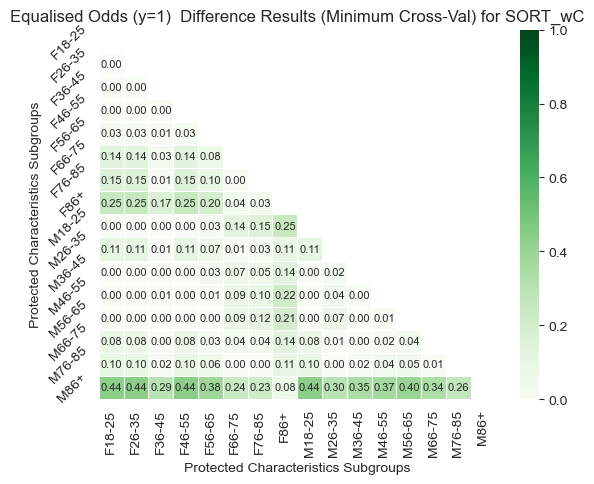 Equalised Odds (y=1)  Difference Results (Minimum Cross-Val) for SORT_wC
Protected Characteristics Subgroups
F18-25
F26-35 0.00
F36-45 0.00 0.00
F46-55 0.00 0.00 0.00
F56-65 0.03 0.03 0.01 0.03
F66-75 0.14 0.14 0.03 0.14 0.08
F76-85 0.15 0.15 0.01 0.15 0.10 0.00
F86+ 0.25 0.25 0.17 0.25 0.20 0.04 0.03
M18-25 0.00 0.00 0.00 0.00 0.03 0.14 0.15 0.25
M26-35 0.11 0.11 0.01 0.11 0.07 0.01 0.03 0.11 0.11
M36-45 0.00 0.00 0.00 0.00 0.03 0.07 0.05 0.14 0.00 0.02
M46-55 0.00 0.00 0.01 0.00 0.01 0.09 0.10 0.22 0.00 0.04 0.00
M56-65 0.00 0.00 0.00 0.00 0.00 0.09 0.12 0.21 0.00 0.07 0.00 0.01
M66-75 0.08 0.08 0.00 0.08 0.03 0.04 0.04 0.14 0.08 0.01 0.00 0.02 0.04
M76-85 0.10 0.10 0.02 0.10 0.06 0.00 0.00 0.11 0.10 0.00 0.02 0.04 0.05 0.01
M86+ 0.44 0.44 0.29 0.44 0.38 0.24 0.23 0.08 0.44 0.30 0.35 0.37 0.40 0.34 0.26
F18-25 F26-35 F36-45 F46-55 F56-65 F66-75 F76-85 F86+ M18-25 M26-35 M36-45 M46-55 M56-65 M66-75 M76-85 M86+
Protected Characteristics Subgroups
1.0
0.8
0.6
0.4
0.2
0.0